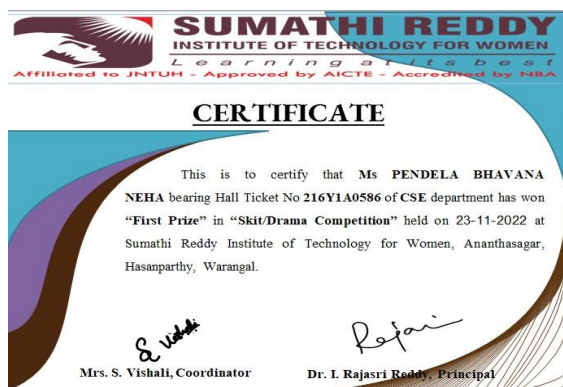 SUMATHI REDDY
INSTITUTE OF TECHNOLOGY FOR WOMEN
Learning at its best
Affiliated to JNTUH - Approved by AICTE - Accredited by NBA
CERTIFICATE
This is to certify that Ms PENDELA BHAVANA
NEHA bearing Hall Ticket No 216Y1A0586 of CSE department has won
“First Prize” in “Skit/Drama Competition” held on 23-11-2022 at
Sumathi Reddy Institute of Technology for Women, Ananthasagar,
Hasanparthy, Warangal.
S Vishali
Rajani
Mrs. S. Vishali, Coordinator
Dr. I. Rajasri Reddy, Principal